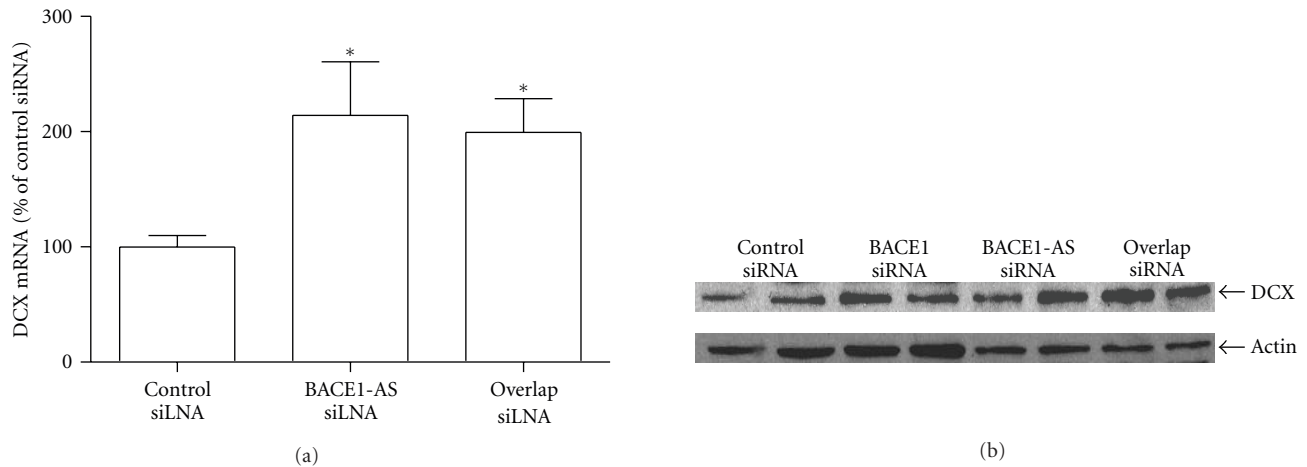 DCX mRNA (% of control siRNA)
300
200
100
0
*
*
Control
siLNA
BACE1-AS
siLNA
Overlap
siLNA
(a)
Control
siRNA
BACE1
siRNA
BACE1-AS
siRNA
Overlap
siRNA
← DCX
← Actin
(b)